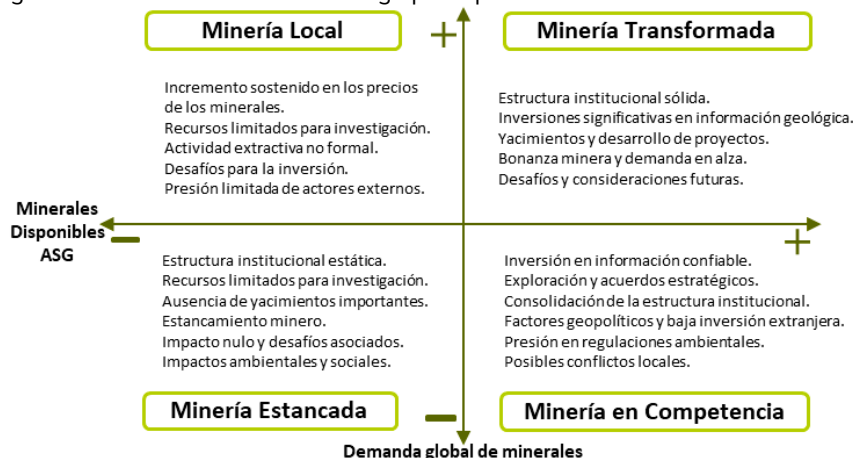 Minería Local
+
Minería Transformada
Incremento sostenido en los precios
de los minerales.
Recursos limitados para investigación.
Actividad extractiva no formal.
Desafíos para la inversión.
Presión limitada de actores externos.
Estructura institucional sólida.
Inversiones significativas en información geológica.
Yacimientos y desarrollo de proyectos.
Bonanza minera y demanda en alza.
Desafíos y consideraciones futuras.
Minerales
Disponibles
ASG
−
+
Estructura institucional estática.
Recursos limitados para investigación.
Ausencia de yacimientos importantes.
Estancamiento minero.
Impacto nulo y desafíos asociados.
Impactos ambientales y sociales.
Inversión en información confiable.
Exploración y acuerdos estratégicos.
Consolidación de la estructura institucional.
Factores geopolíticos y baja inversión extranjera.
Presión en regulaciones ambientales.
Posibles conflictos locales.
Minería Estancada
−
Minería en Competencia
Demanda global de minerales